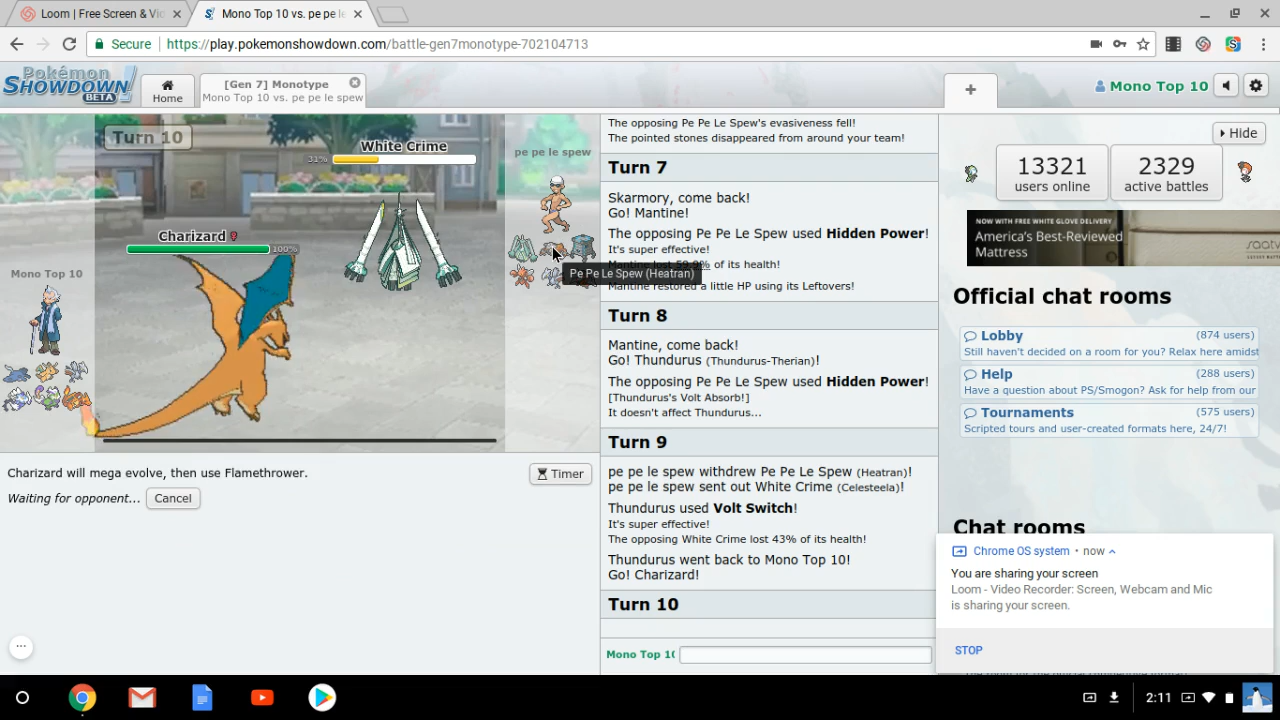 Loom | Free Screen & Vi
Mono Top 10 vs. pe pe le
Secure
https://play.pokemonshowdown.com/battle-gen7monotype-702104713
Pokémon
SHOWDOWN
BETA
Home
[Gen 7] Monotype
Mono Top 10 vs. pe pe le spew
+
Mono Top 10
Turn 10
White Crime
31%
Charizard
100%
pe pe le spew
Mono Top 10
Pe Pe Le Spew (Heatran)
Charizard will mega evolve, then use Flamethrower.
Timer
Waiting for opponent...
Cancel
...
The opposing Pe Pe Le Spew's evasiveness fell!
The pointed stones disappeared from around your team!
Turn 7
Skarmory, come back!
Go! Mantine!
The opposing Pe Pe Le Spew used Hidden Power!
It's super effective!
Mantine lost 59.9% of its health!
Mantine restored a little HP using its Leftovers!
Turn 8
Mantine, come back!
Go! Thundurus (Thundurus-Therian)!
The opposing Pe Pe Le Spew used Hidden Power!
[Thundurus's Volt Absorb!]
It doesn't affect Thundurus...
Turn 9
pe pe le spew withdrew Pe Pe Le Spew (Heatran)!
pe pe le spew sent out White Crime (Celesteela)!
Thundurus used Volt Switch!
It's super effective!
The opposing White Crime lost 43% of its health!
Thundurus went back to Mono Top 10!
Go! Charizard!
Turn 10
Mono Top 10
Hide
13321
users online
2329
active battles
NOW WITH FREE WHITE GLOVE DELIVERY
America's Best-Reviewed
Mattress
saatv
Official chat rooms
Lobby
(874 users)
Still haven't decided on a room for you? Relax here amidst
Help
(288 users)
Have a question about PS/Smogon? Ask for help from our
Tournaments
(575 users)
Scripted tours and user-created formats here, 24/7!
Chat rooms
Chrome OS system • now
You are sharing your screen
Loom - Video Recorder: Screen, Webcam and Mic
is sharing your screen.
STOP
2:11